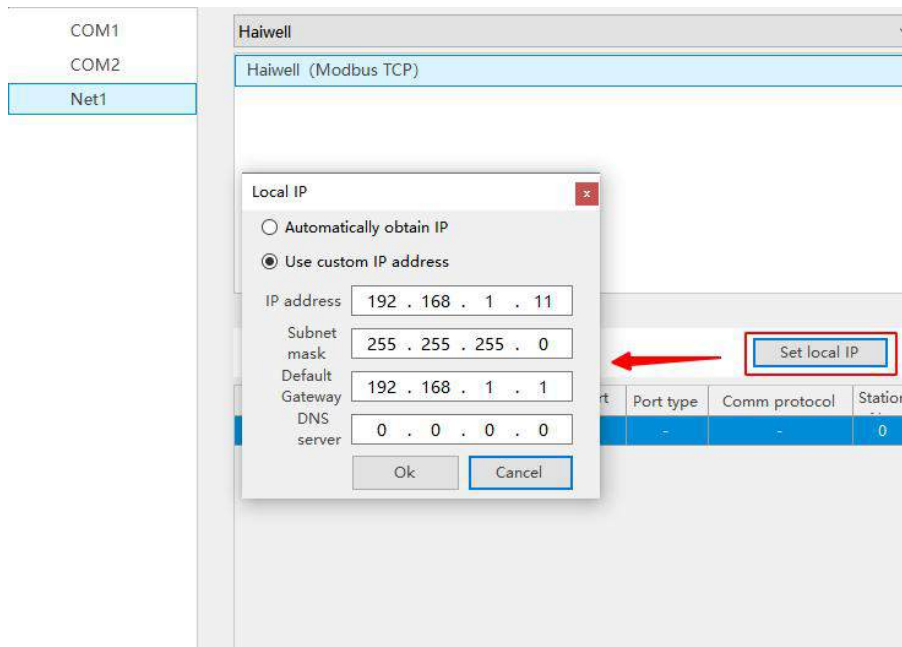 COM1
COM2
Net1
Haiwell
Haiwell (Modbus TCP)
Local IP
x
Automatically obtain IP
Use custom IP address
IP address 192 . 168 . 1 . 11
Subnet mask 255 . 255 . 255 . 0
Default Gateway 192 . 168 . 1 . 1
DNS server 0 . 0 . 0 . 0
Ok Cancel
Set local IP
Port type Comm protocol Station
- - 0